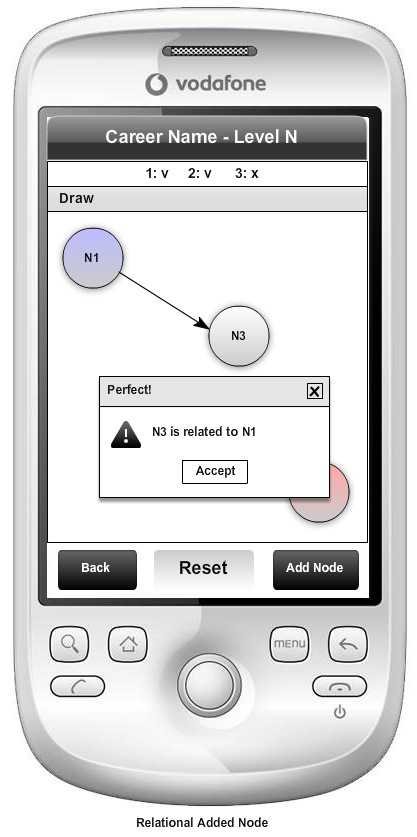 vodafone
Career Name - Level N
1: v 2: v 3: x
Draw
N1
N3
Perfect!
N3 is related to N1
Accept
Back
Reset
Add Node
menu
Relational Added Node